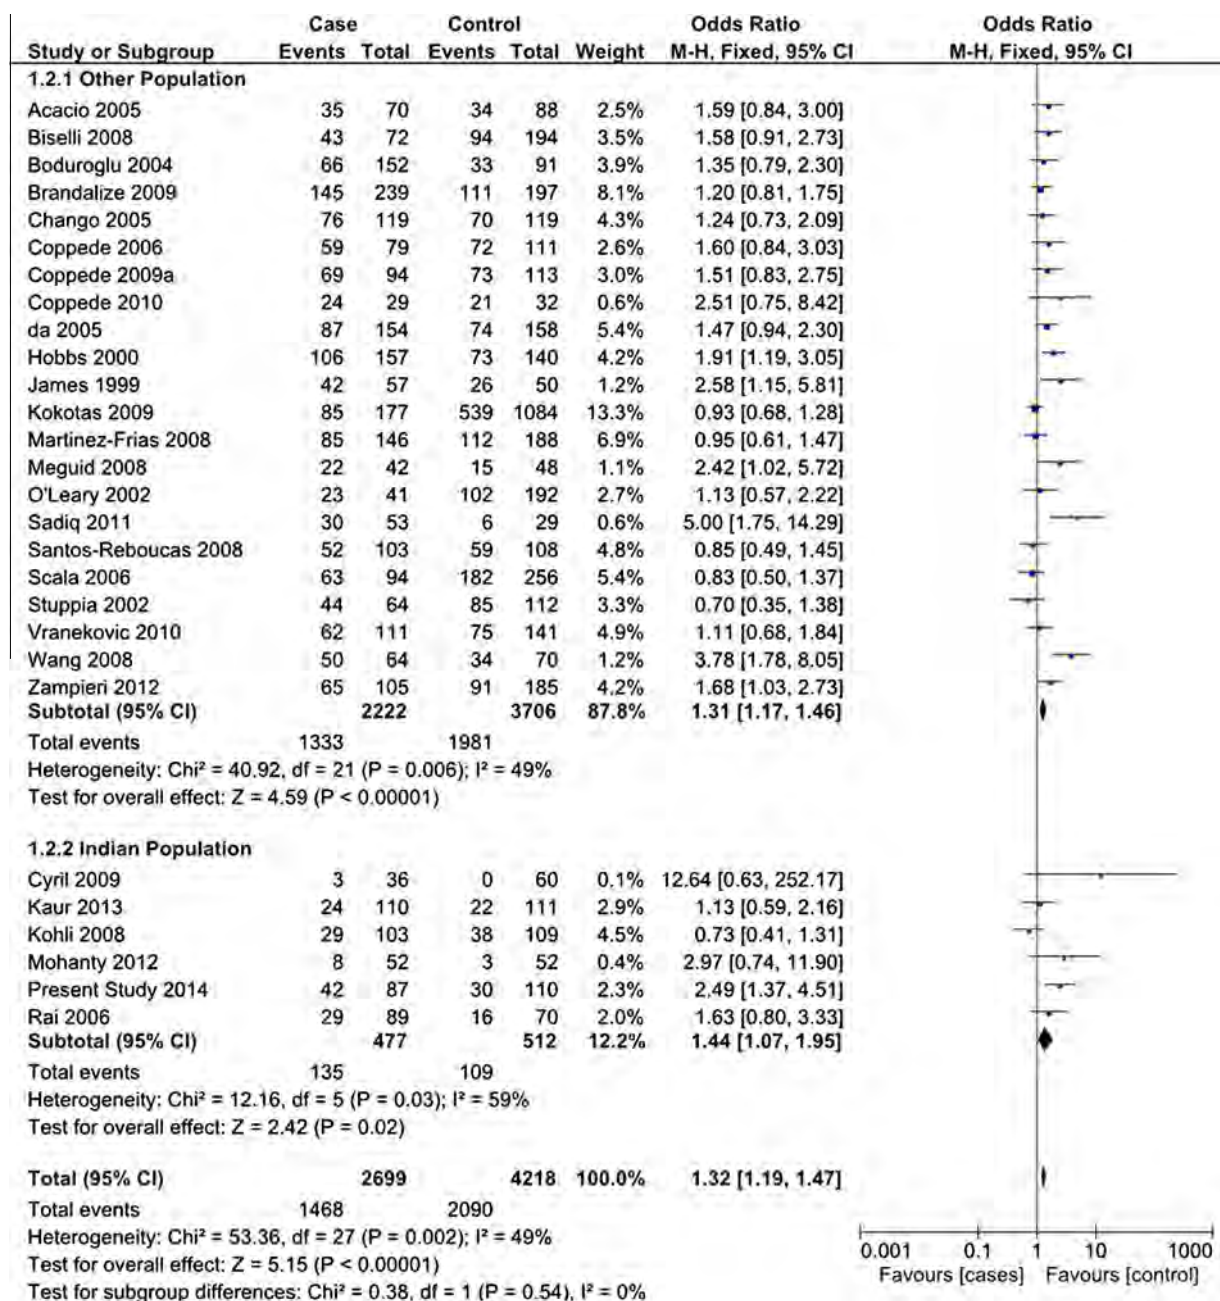 Case Control Odds Ratio Odds Ratio
Study or Subgroup Events Total Events Total Weight M-H, Fixed, 95% CI M-H, Fixed, 95% CI
1.2.1 Other Population
Acacio 2005 35 70 34 88 2.5% 1.59 [0.84, 3.00]
Biselli 2008 43 72 94 194 3.5% 1.58 [0.91, 2.73]
Boduroglu 2004 66 152 33 91 3.9% 1.35 [0.79, 2.30]
Brandalize 2009 145 239 111 197 8.1% 1.20 [0.81, 1.75]
Chango 2005 76 119 70 119 4.3% 1.24 [0.73, 2.09]
Coppede 2006 59 79 72 111 2.6% 1.60 [0.84, 3.03]
Coppede 2009a 69 94 73 113 3.0% 1.51 [0.83, 2.75]
Coppede 2010 24 29 21 32 0.6% 2.51 [0.75, 8.42]
da 2005 87 154 74 158 5.4% 1.47 [0.94, 2.30]
Hobbs 2000 106 157 73 140 4.2% 1.91 [1.19, 3.05]
James 1999 42 57 26 50 1.2% 2.58 [1.15, 5.81]
Kokotas 2009 85 177 539 1084 13.3% 0.93 [0.68, 1.28]
Martinez-Frias 2008 85 146 112 188 6.9% 0.95 [0.61, 1.47]
Meguid 2008 22 42 15 48 1.1% 2.42 [1.02, 5.72]
O'Leary 2002 23 41 102 192 2.7% 1.13 [0.57, 2.22]
Sadiq 2011 30 53 6 29 0.6% 5.00 [1.75, 14.29]
Santos-Reboucas 2008 52 103 59 108 4.8% 0.85 [0.49, 1.45]
Scala 2006 63 94 182 256 5.4% 0.83 [0.50, 1.37]
Stuppia 2002 44 64 85 112 3.3% 0.70 [0.35, 1.38]
Vranekovic 2010 62 111 75 141 4.9% 1.11 [0.68, 1.84]
Wang 2008 50 64 34 70 1.2% 3.78 [1.78, 8.05]
Zampieri 2012 65 105 91 185 4.2% 1.68 [1.03, 2.73]
Subtotal (95% CI) 2222 3706 87.8% 1.31 [1.17, 1.46]
Total events 1333 1981
Heterogeneity: Chi² = 40.92, df = 21 (P = 0.006); I² = 49%
Test for overall effect: Z = 4.59 (P < 0.00001)
1.2.2 Indian Population
Cyril 2009 3 36 0 60 0.1% 12.64 [0.63, 252.17]
Kaur 2013 24 110 22 111 2.9% 1.13 [0.59, 2.16]
Kohli 2008 29 103 38 109 4.5% 0.73 [0.41, 1.31]
Mohanty 2012 8 52 3 52 0.4% 2.97 [0.74, 11.90]
Present Study 2014 42 87 30 110 2.3% 2.49 [1.37, 4.51]
Rai 2006 29 89 16 70 2.0% 1.63 [0.80, 3.33]
Subtotal (95% CI) 477 512 12.2% 1.44 [1.07, 1.95]
Total events 135 109
Heterogeneity: Chi² = 12.16, df = 5 (P = 0.03); I² = 59%
Test for overall effect: Z = 2.42 (P = 0.02)
Total (95% CI) 2699 4218 100.0% 1.32 [1.19, 1.47]
Total events 1468 2090
Heterogeneity: Chi² = 53.36, df = 27 (P = 0.002); I² = 49%
Test for overall effect: Z = 5.15 (P < 0.00001)
Test for subgroup differences: Chi² = 0.38, df = 1 (P = 0.54), I² = 0%
0.001 0.1 1 10 1000
Favours [cases] Favours [control]